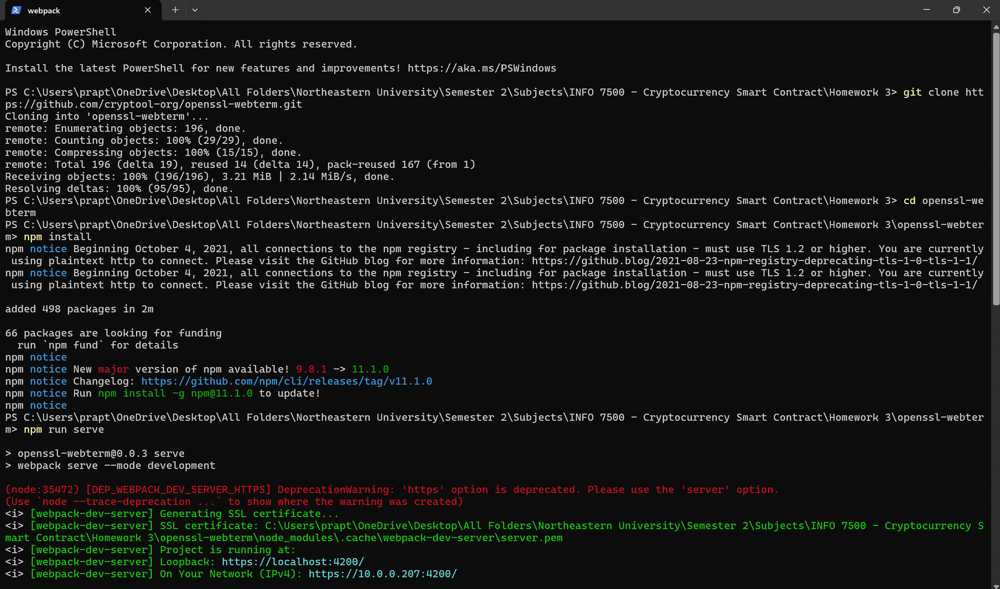 webpack
Windows PowerShell
Copyright (C) Microsoft Corporation. All rights reserved.
Install the latest PowerShell for new features and improvements! https://aka.ms/PSWindows
PS C:\Users\prapt\OneDrive\Desktop\All Folders\Northeastern University\Semester 2\Subjects\INFO 7500 - Cryptocurrency Smart Contract\Homework 3> git clone htt
ps://github.com/cryptool-org/openssl-webterm.git
Cloning into 'openssl-webterm'...
remote: Enumerating objects: 196, done.
remote: Counting objects: 100% (29/29), done.
remote: Compressing objects: 100% (15/15), done.
remote: Total 196 (delta 19), reused 14 (delta 14), pack-reused 167 (from 1)
Receiving objects: 100% (196/196), 3.21 MiB | 2.14 MiB/s, done.
Resolving deltas: 100% (95/95), done.
PS C:\Users\prapt\OneDrive\Desktop\All Folders\Northeastern University\Semester 2\Subjects\INFO 7500 - Cryptocurrency Smart Contract\Homework 3> cd openssl-we
bterm
PS C:\Users\prapt\OneDrive\Desktop\All Folders\Northeastern University\Semester 2\Subjects\INFO 7500 - Cryptocurrency Smart Contract\Homework 3\openssl-webter
m> npm install
npm notice Beginning October 4, 2021, all connections to the npm registry - including for package installation - must use TLS 1.2 or higher. You are currently
 using plaintext http to connect. Please visit the GitHub blog for more information: https://github.blog/2021-08-23-npm-registry-deprecating-tls-1-0-tls-1-1/
npm notice Beginning October 4, 2021, all connections to the npm registry - including for package installation - must use TLS 1.2 or higher. You are currently
 using plaintext http to connect. Please visit the GitHub blog for more information: https://github.blog/2021-08-23-npm-registry-deprecating-tls-1-0-tls-1-1/
added 498 packages in 2m
66 packages are looking for funding
  run `npm fund` for details
npm notice
npm notice New major version of npm available! 9.8.1 -> 11.1.0
npm notice Changelog: https://github.com/npm/cli/releases/tag/v11.1.0
npm notice Run npm install -g npm@11.1.0 to update!
npm notice
PS C:\Users\prapt\OneDrive\Desktop\All Folders\Northeastern University\Semester 2\Subjects\INFO 7500 - Cryptocurrency Smart Contract\Homework 3\openssl-webter
m> npm run serve
> openssl-webterm@0.0.3 serve
> webpack serve --mode development
(node:35472) [DEP_WEBPACK_DEV_SERVER_HTTPS] DeprecationWarning: 'https' option is deprecated. Please use the 'server' option.
(Use `node --trace-deprecation ...` to show where the warning was created)
<i> [webpack-dev-server] Generating SSL certificate...
<i> [webpack-dev-server] SSL certificate: C:\Users\prapt\OneDrive\Desktop\All Folders\Northeastern University\Semester 2\Subjects\INFO 7500 - Cryptocurrency S
mart Contract\Homework 3\openssl-webterm\node_modules\.cache\webpack-dev-server\server.pem
<i> [webpack-dev-server] Project is running at:
<i> [webpack-dev-server] Loopback: https://localhost:4200/
<i> [webpack-dev-server] On Your Network (IPv4): https://10.0.0.207:4200/